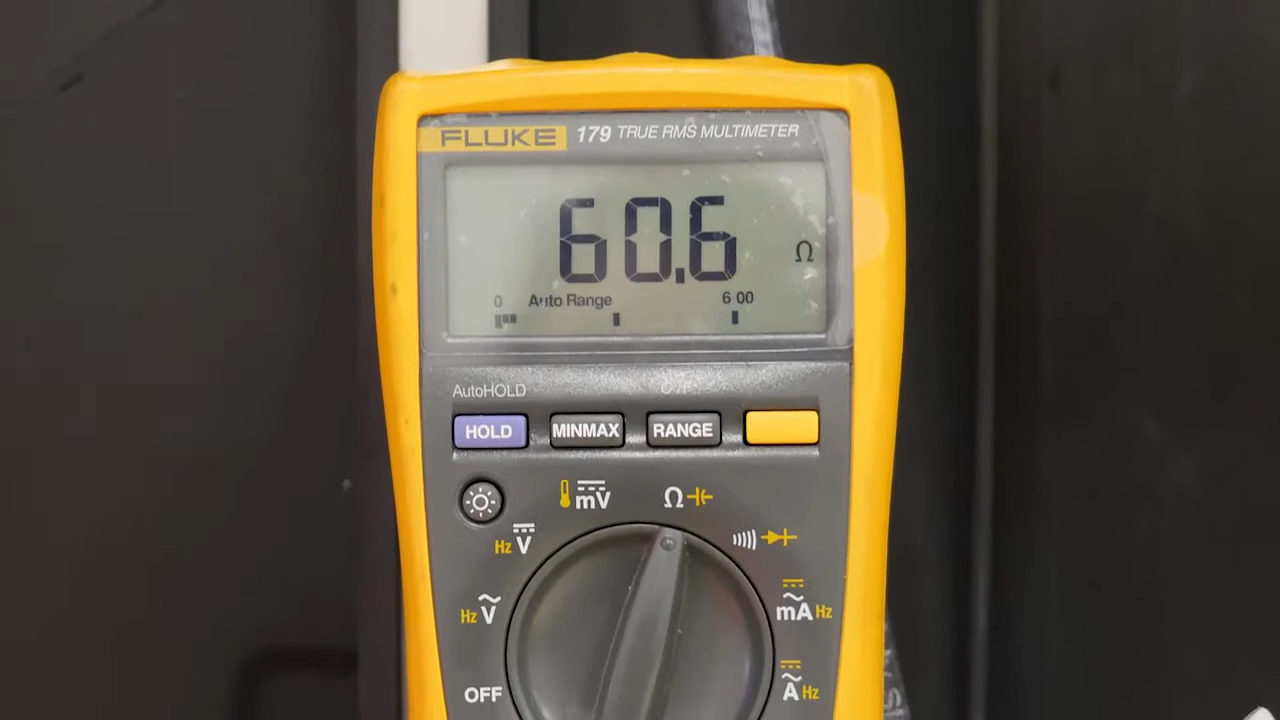 FLUKE 179 TRUE RMS MULTIMETER
60.6 Ω
0 Auto Range 6 00
AutoHOLD
HOLD MINMAX RANGE
mV Ω
Hz V
Hz V
mA Hz
OFF A Hz